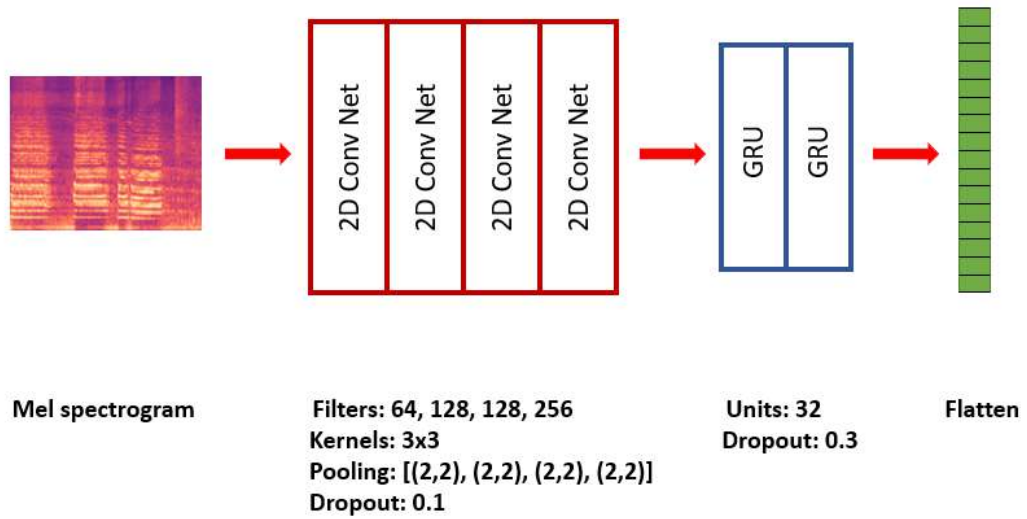 2D Conv Net
2D Conv Net
2D Conv Net
2D Conv Net
GRU
GRU
Mel spectrogram
Filters: 64, 128, 128, 256
Kernels: 3x3
Pooling: [(2,2), (2,2), (2,2), (2,2)]
Dropout: 0.1
Units: 32
Dropout: 0.3
Flatten